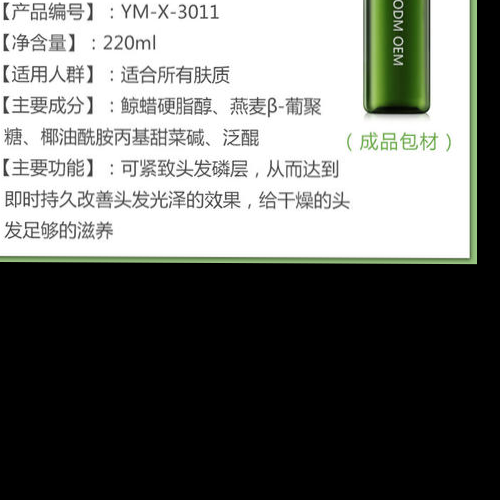 【产品编号】：YM-X-3011
【净含量】：220ml
【适用人群】：适合所有肤质
【主要成分】：鲸蜡硬脂醇、燕麦β-葡聚
糖、椰油酰胺丙基甜菜碱、泛醌
【主要功能】：可紧致头发磷层，从而达到
即时持久改善头发光泽的效果，给干燥的头
发足够的滋养
ODM OEM
（成品包材）